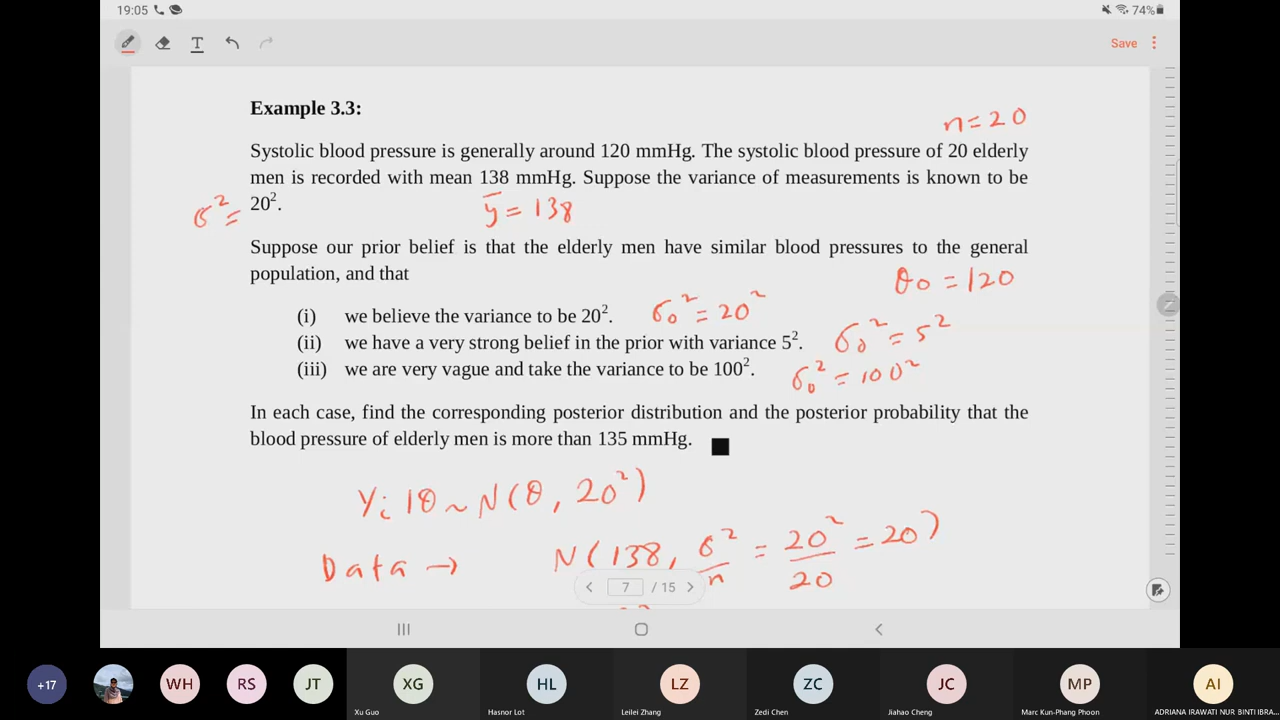 19:05
74%
Save
Example 3.3:
n = 20
Systolic blood pressure is generally around 120 mmHg. The systolic blood pressure of 20 elderly
men is recorded with mean 138 mmHg. Suppose the variance of measurements is known to be
σ² = 20².
ȳ = 138
Suppose our prior belief is that the elderly men have similar blood pressures to the general
population, and that
θ₀ = 120
(i) we believe the variance to be 20². σ₀² = 20²
(ii) we have a very strong belief in the prior with variance 5². σ₀² = 5²
(iii) we are very vague and take the variance to be 100². σ₀² = 100²
In each case, find the corresponding posterior distribution and the posterior probability that the
blood pressure of elderly men is more than 135 mmHg. ■
Yᵢ|θ ~ N(θ, 20²)
Data → N(138, σ²/n = 20²/20 = 20)
7 / 15
+17 WH RS JT XG HL LZ ZC JC MP AI
Xu Guo Hasnor Lot Leilei Zhang Zedi Chen Jiahao Cheng Marc Kun-Phang Phoon ADRIANA IRAWATI NUR BINTI IBRA...